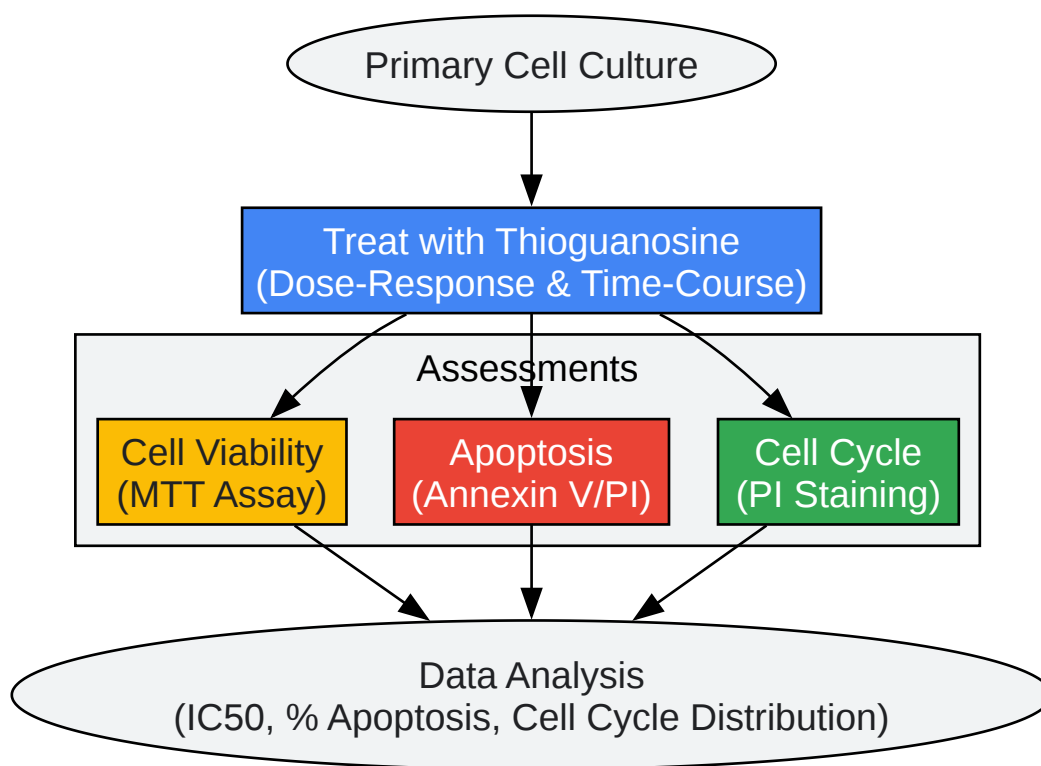 Primary Cell Culture
Treat with Thioguanosine
(Dose-Response & Time-Course)
Assessments
Cell Viability
(MTT Assay)
Apoptosis
(Annexin V/PI)
Cell Cycle
(PI Staining)
Data Analysis
(IC50, % Apoptosis, Cell Cycle Distribution)